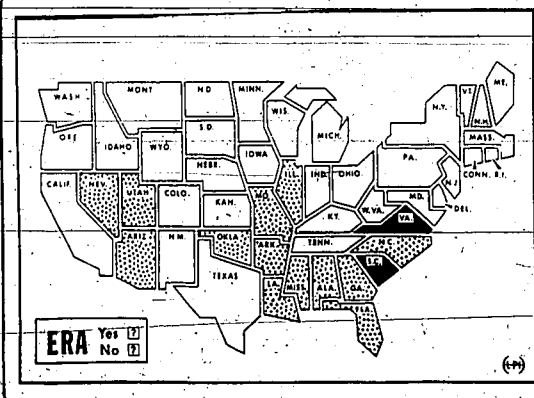 WASH
MONT
N.D.
MINN.
ORE
IDAHO
WYO.
S.D.
WIS.
MICH.
N.Y.
VT.
N.H.
ME.
MASS.
CONN.
R.I.
CALIF.
NEV.
UTAH
COLO.
NEBR.
KAN.
IOWA
ILL.
MO.
IND.
OHIO
PA.
N.J.
MD.
DEL.
W.VA.
VA.
KY.
ARIZ.
N.M.
OKLA.
ARK.
TENN.
N.C.
S.C.
TEXAS
LA.
MISS.
ALA.
GA.
ERA Yes ?
No ?